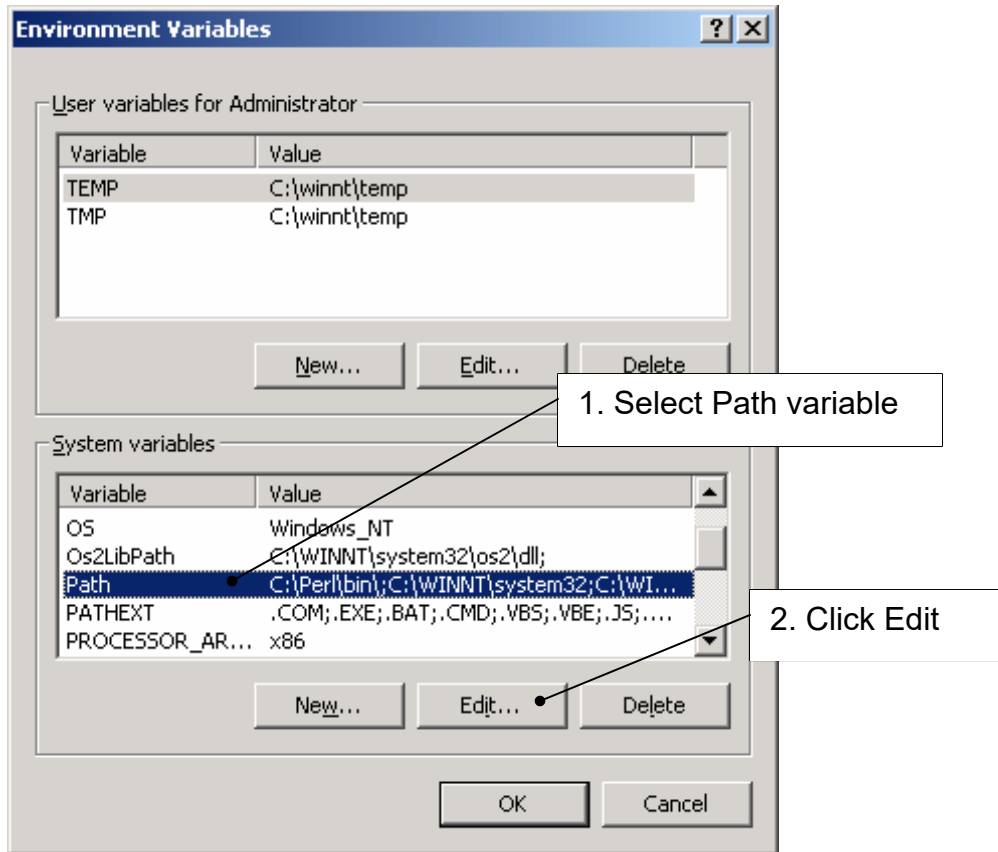 Environment Variables
User variables for Administrator
Variable Value
TEMP C:\winnt\temp
TMP C:\winnt\temp
New... Edit... Delete
1. Select Path variable
System variables
Variable Value
OS Windows_NT
Os2LibPath C:\WINNT\system32\os2\dll;
Path C:\Perl\bin\;C:\WINNT\system32;C:\WI...
PATHEXT .COM;.EXE;.BAT;.CMD;.VBS;.VBE;.JS;....
PROCESSOR_AR... x86
2. Click Edit
New... Edit... Delete
OK Cancel